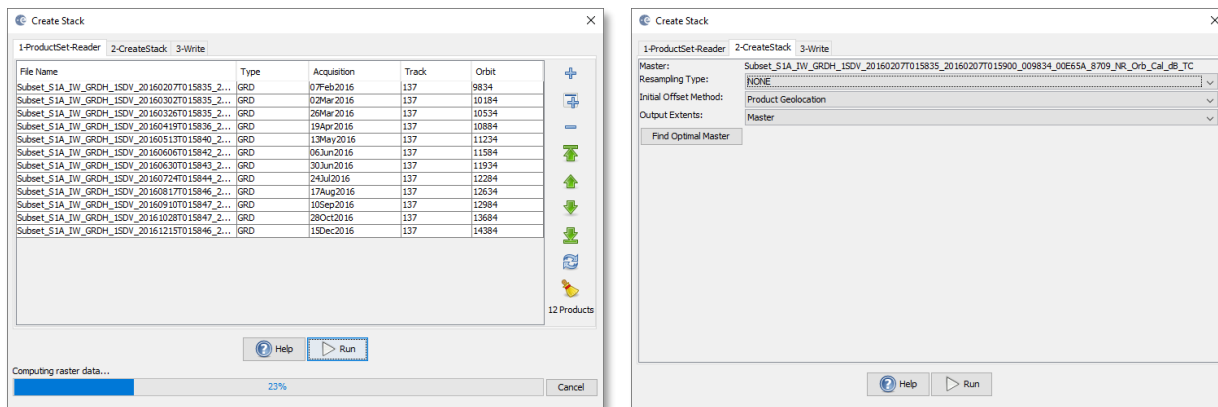 Create Stack
1-ProductSet-Reader 2-CreateStack 3-Write
File Name Type Acquisition Track Orbit
Subset_S1A_IW_GRDH_1SDV_20160207T015835_2... GRD 07Feb2016 137 9834
Subset_S1A_IW_GRDH_1SDV_20160302T015835_2... GRD 02Mar2016 137 10184
Subset_S1A_IW_GRDH_1SDV_20160326T015835_2... GRD 26Mar2016 137 10534
Subset_S1A_IW_GRDH_1SDV_20160419T015836_2... GRD 19Apr2016 137 10884
Subset_S1A_IW_GRDH_1SDV_20160513T015840_2... GRD 13May2016 137 11234
Subset_S1A_IW_GRDH_1SDV_20160606T015842_2... GRD 06Jun2016 137 11584
Subset_S1A_IW_GRDH_1SDV_20160630T015843_2... GRD 30Jun2016 137 11934
Subset_S1A_IW_GRDH_1SDV_20160724T015844_2... GRD 24Jul2016 137 12284
Subset_S1A_IW_GRDH_1SDV_20160817T015846_2... GRD 17Aug2016 137 12634
Subset_S1A_IW_GRDH_1SDV_20160910T015847_2... GRD 10Sep2016 137 12984
Subset_S1A_IW_GRDH_1SDV_20161028T015847_2... GRD 28Oct2016 137 13684
Subset_S1A_IW_GRDH_1SDV_20161215T015846_2... GRD 15Dec2016 137 14384
12 Products
Help Run
Computing raster data...
23% Cancel
Create Stack
1-ProductSet-Reader 2-CreateStack 3-Write
Master: Subset_S1A_IW_GRDH_1SDV_20160207T015835_20160207T015900_009834_00E65A_8709_NR_Orb_Cal_dB_TC
Resampling Type: NONE
Initial Offset Method: Product Geolocation
Output Extents: Master
Find Optimal Master
Help Run